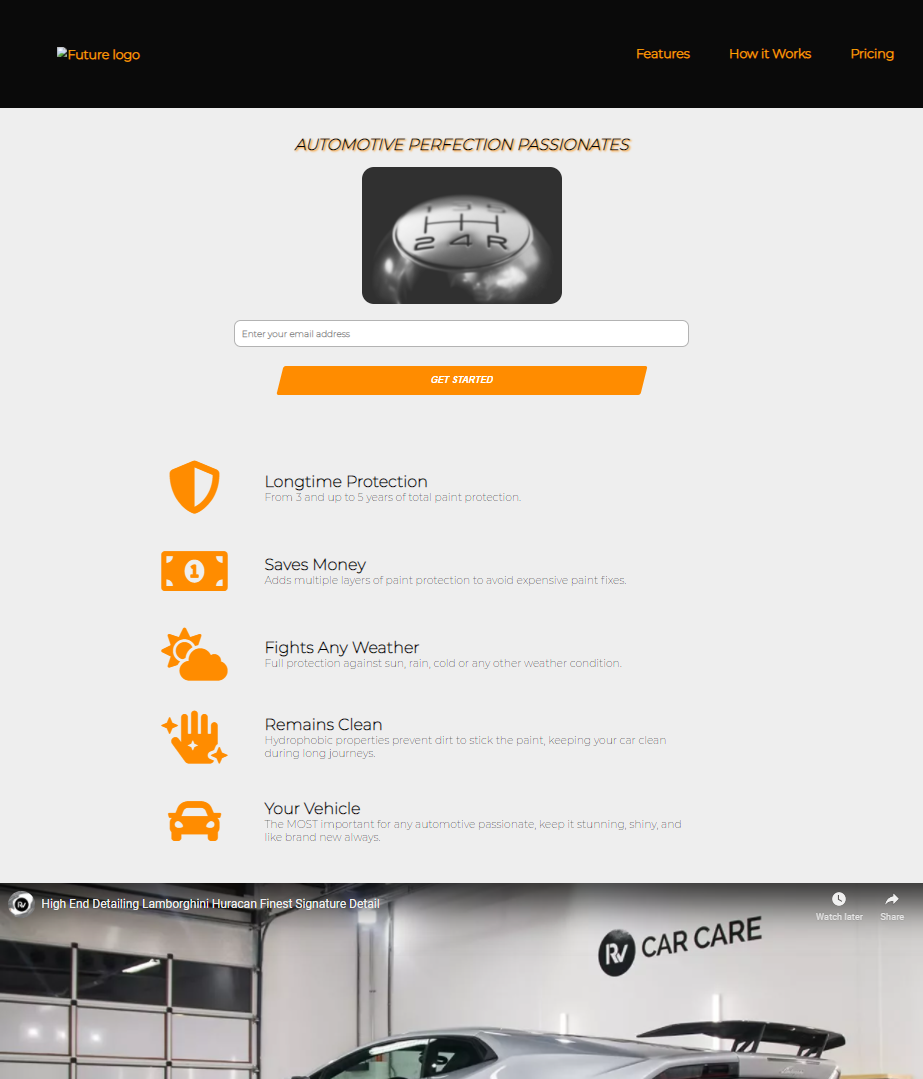 Future logo
Features How it Works Pricing
AUTOMOTIVE PERFECTION PASSIONATES
1 3 5
2 4 R
Enter your email address
GET STARTED
Longtime Protection
From 3 and up to 5 years of total paint protection.
1
Saves Money
Adds multiple layers of paint protection to avoid expensive paint fixes.
Fights Any Weather
Full protection against sun, rain, cold or any other weather condition.
Remains Clean
Hydrophobic properties prevent dirt to stick the paint, keeping your car clean
during long journeys.
Your Vehicle
The MOST important for any automotive passionate, keep it stunning, shiny, and
like brand new always.
RV High End Detailing Lamborghini Huracan Finest Signature Detail
Watch later Share
RV CAR CARE